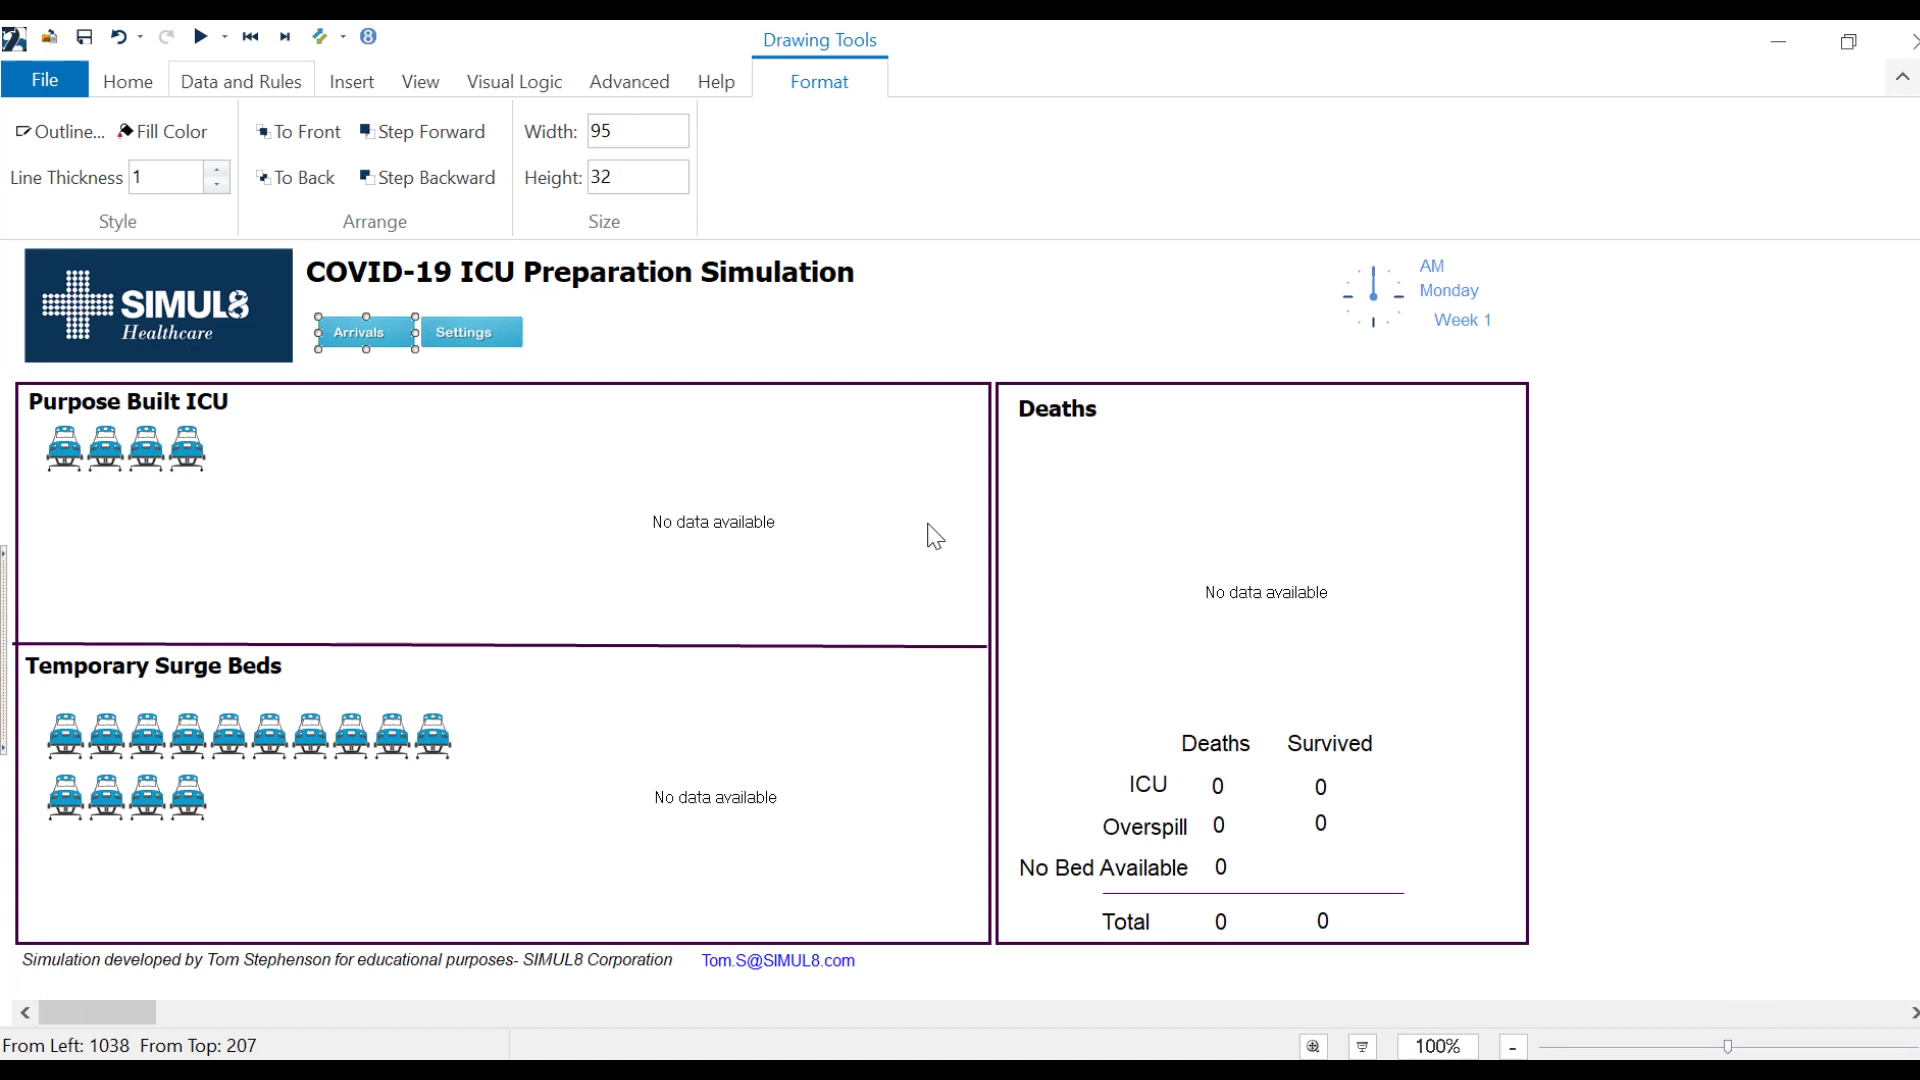 Drawing Tools
File Home Data and Rules Insert View Visual Logic Advanced Help Format
Outline... Fill Color To Front Step Forward Width: 95
Line Thickness 1 To Back Step Backward Height: 32
Style Arrange Size
SIMUL8
Healthcare
COVID-19 ICU Preparation Simulation
Arrivals Settings
AM
Monday
Week 1
Purpose Built ICU
No data available
Temporary Surge Beds
No data available
Deaths
No data available
Deaths Survived
ICU 0 0
Overspill 0 0
No Bed Available 0
Total 0 0
Simulation developed by Tom Stephenson for educational purposes- SIMUL8 Corporation Tom.S@SIMUL8.com
From Left: 1038 From Top: 207 100%